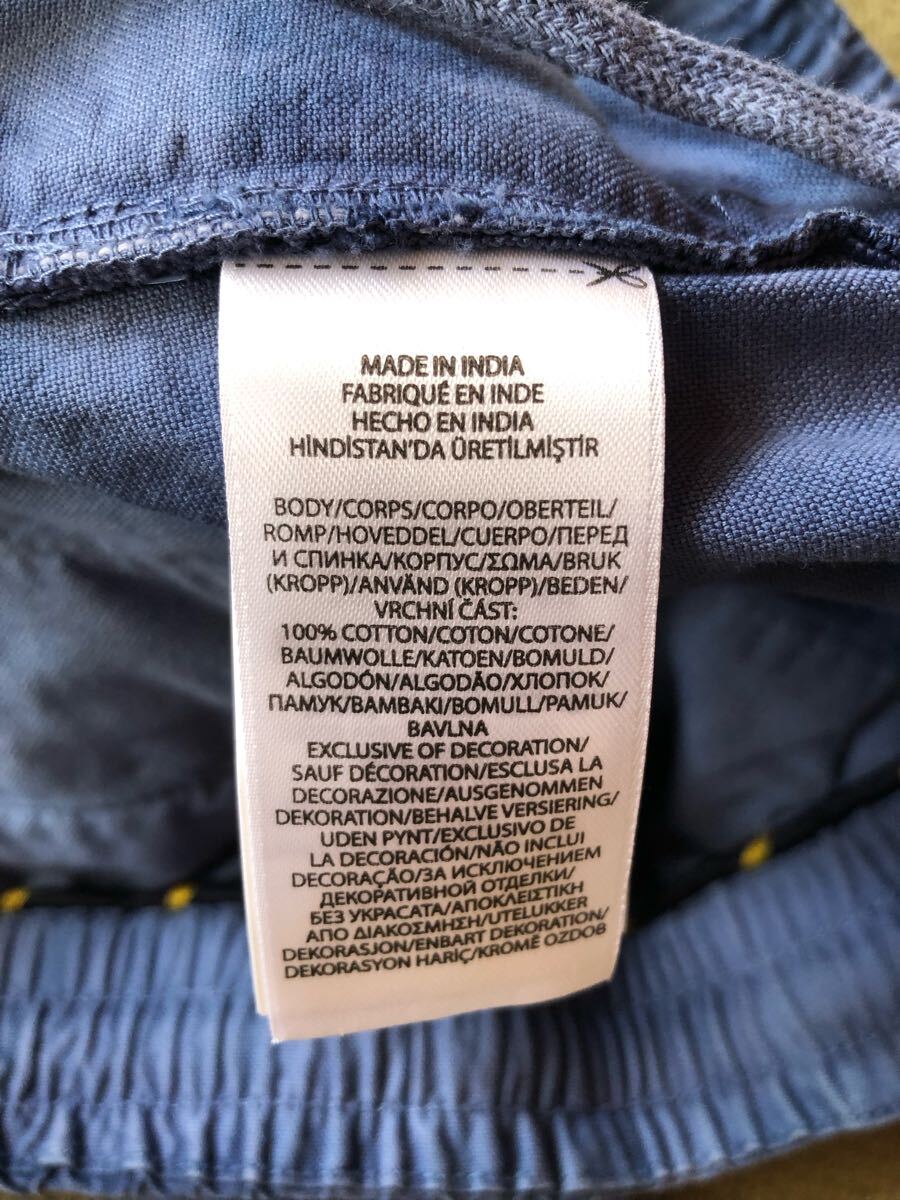 MADE IN INDIA
FABRIQUÉ EN INDE
HECHO EN INDIA
HİNDİSTAN'DA ÜRETİLMİŞTİR
BODY/CORPS/CORPO/OBERTEIL/
ROMP/HOVEDDEL/CUERPO/ПЕРЕД
И СПИНКА/КОРПУС/ΣΩΜΑ/BRUK
(KROPP)/ANVÄND (KROPP)/BEDEN/
VRCHNÍ ČÁST:
100% COTTON/COTON/COTONE/
BAUMWOLLE/KATOEN/BOMULD/
ALGODÓN/ALGODÃO/ХЛОПОК/
ПАМУК/ΒΑΜΒΑΚΙ/BOMULL/PAMUK/
BAVLNA
EXCLUSIVE OF DECORATION/
SAUF DÉCORATION/ESCLUSA LA
DECORAZIONE/AUSGENOMMEN
DEKORATION/BEHALVE VERSIERING/
UDEN PYNT/EXCLUSIVO DE
LA DECORACIÓN/NÃO INCLUI
DECORAÇÃO/ЗА ИСКЛЮЧЕНИЕМ
ДЕКОРАТИВНОЙ ОТДЕЛКИ/
БЕЗ УКРАСАТА/ΑΠΟΚΛΕΙΣΤΙΚΗ
ΑΠΟ ΔΙΑΚΟΣΜΗΣΗ/UTELUKKER
DEKORASJON/ENBART DEKORATION/
DEKORASYON HARİÇ/KROMĚ OZDOB